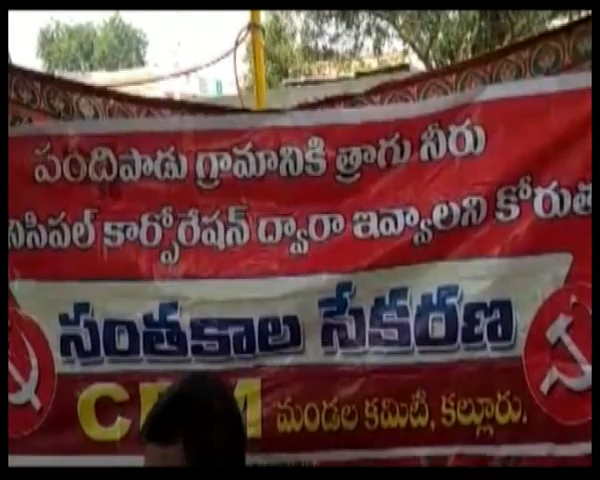 పందిపాడు గ్రామానికి త్రాగు నీరు
నిసిపల్ కార్పోరేషన్ ద్వారా ఇవ్వాలని కోరుత
సంతకాల సేకరణ
మండల కమిటీ, కల్లూరు.